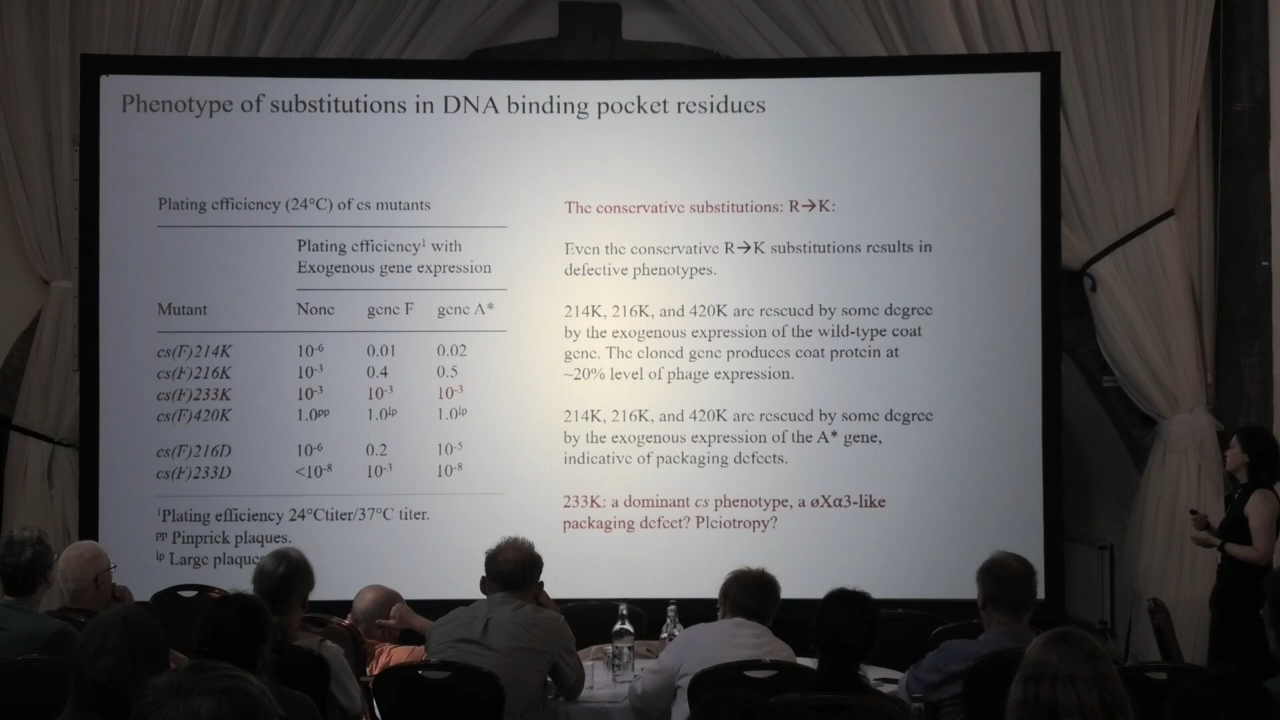 Phenotype of substitutions in DNA binding pocket residues
Plating efficiency (24°C) of cs mutants
Plating efficiency¹ with
Exogenous gene expression
Mutant None gene F gene A*
cs(F)214K 10⁻⁶ 0.01 0.02
cs(F)216K 10⁻³ 0.4 0.5
cs(F)233K 10⁻³ 10⁻³ 10⁻³
cs(F)420K 1.0ᵖᵖ 1.0ˡᵖ 1.0ˡᵖ
cs(F)216D 10⁻⁶ 0.2 10⁻⁵
cs(F)233D <10⁻⁸ 10⁻³ 10⁻⁸
¹Plating efficiency 24°Ctiter/37°C titer.
ᵖᵖ Pinprick plaques.
ˡᵖ Large plaque
The conservative substitutions: R→K:
Even the conservative R→K substitutions results in
defective phenotypes.
214K, 216K, and 420K are rescued by some degree
by the exogenous expression of the wild-type coat
gene. The cloned gene produces coat protein at
~20% level of phage expression.
214K, 216K, and 420K are rescued by some degree
by the exogenous expression of the A* gene,
indicative of packaging defects.
233K: a dominant cs phenotype, a øXα3-like
packaging defect? Pleiotropy?